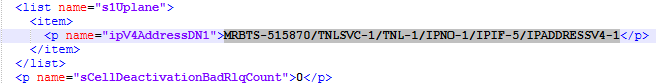 <list name="s1Uplane">
<item>
<p name="ipV4AddressDN1">MRBTS-515870/TNLSVC-1/TNL-1/IPNO-1/IPIF-5/IPADDRESSV4-1</p>
</item>
</list>
<p name="sCellDeactivationBadRlqCount">0</p>